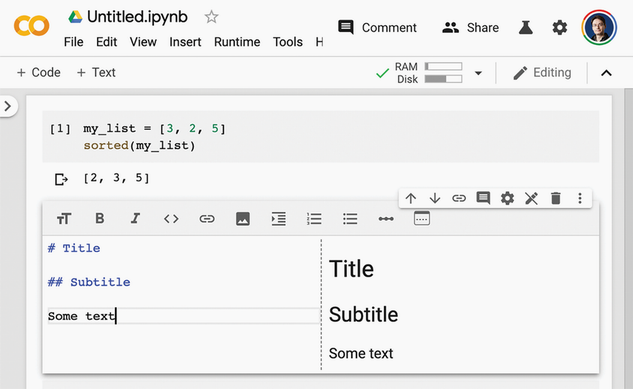 Untitled.ipynb
File Edit View Insert Runtime Tools H
Comment
Share
+ Code + Text
RAM
Disk
Editing
[1] my_list = [3, 2, 5]
sorted(my_list)
[2, 3, 5]
# Title
## Subtitle
Some text
Title
Subtitle
Some text